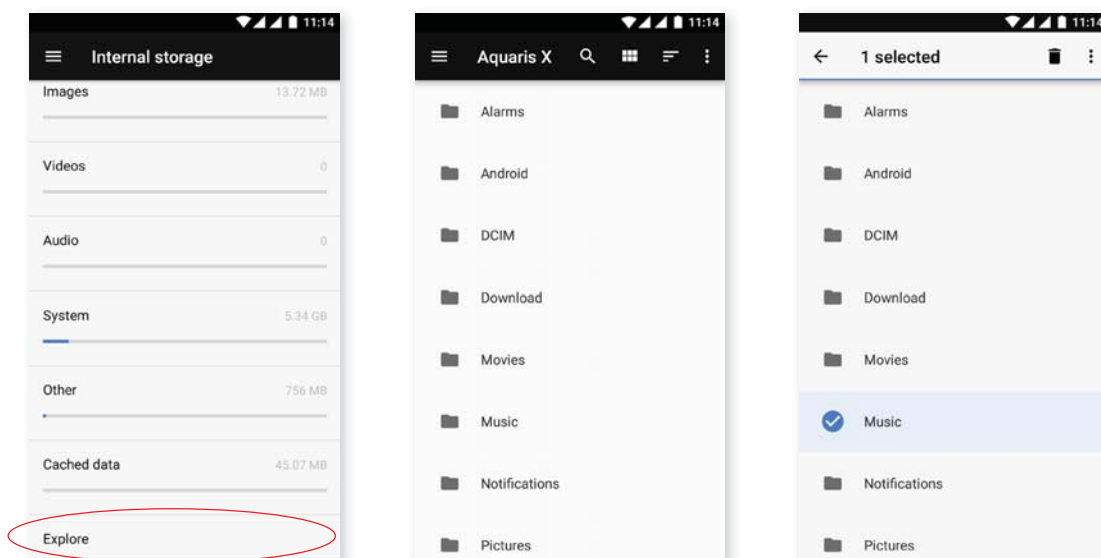 11:14
Internal storage
Images 13.72 MB
Videos 0
Audio 0
System 5.34 GB
Other 756 MB
Cached data 45.07 MB
Explore
11:14
Aquaris X
Alarms
Android
DCIM
Download
Movies
Music
Notifications
Pictures
11:14
1 selected
Alarms
Android
DCIM
Download
Movies
Music
Notifications
Pictures